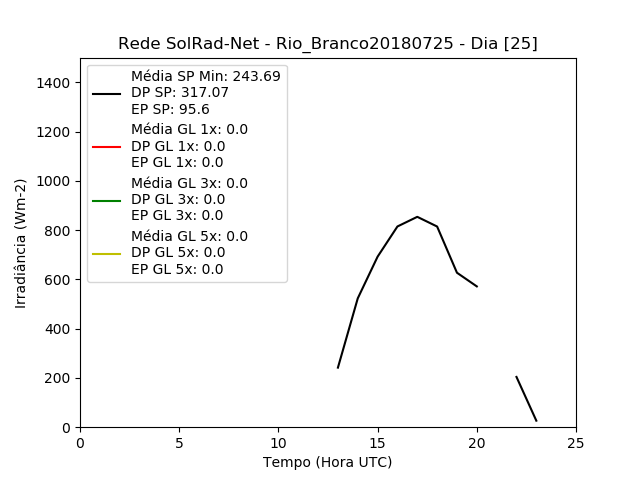 Rede SolRad-Net - Rio_Branco20180725 - Dia [25]
Média SP Min: 243.69
DP SP: 317.07
EP SP: 95.6
Média GL 1x: 0.0
DP GL 1x: 0.0
EP GL 1x: 0.0
Média GL 3x: 0.0
DP GL 3x: 0.0
EP GL 3x: 0.0
Média GL 5x: 0.0
DP GL 5x: 0.0
EP GL 5x: 0.0
Irradiância (Wm-2)
1400
1200
1000
800
600
400
200
0
0 5 10 15 20 25
Tempo (Hora UTC)